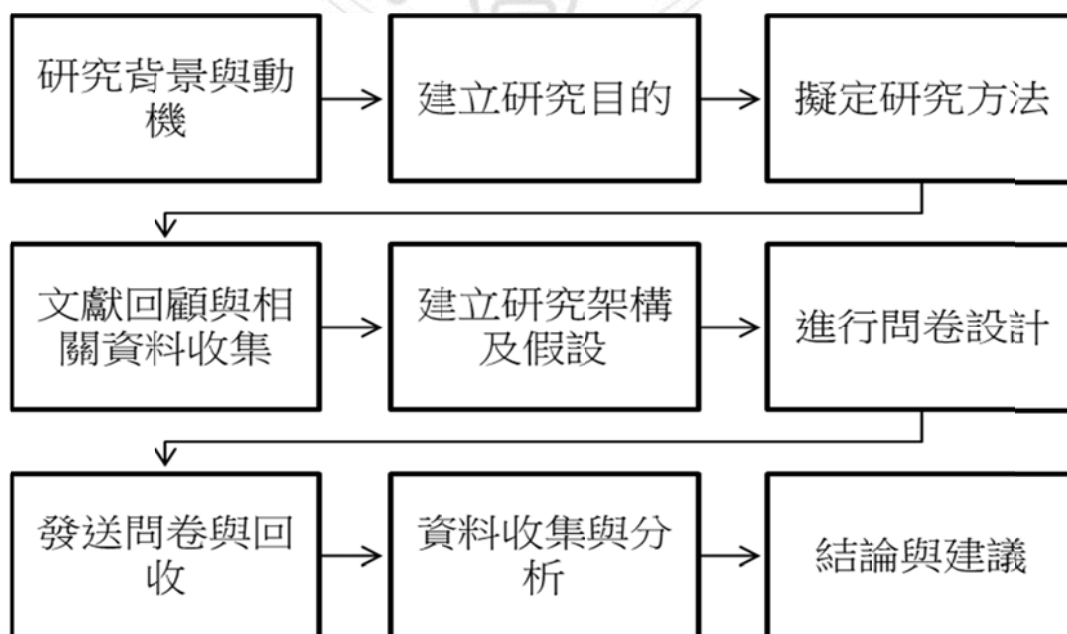 研究背景與動
機
建立研究目的
擬定研究方法
文獻回顧與相
關資料收集
建立研究架構
及假設
進行問卷設計
發送問卷與回
收
資料收集與分
析
結論與建議